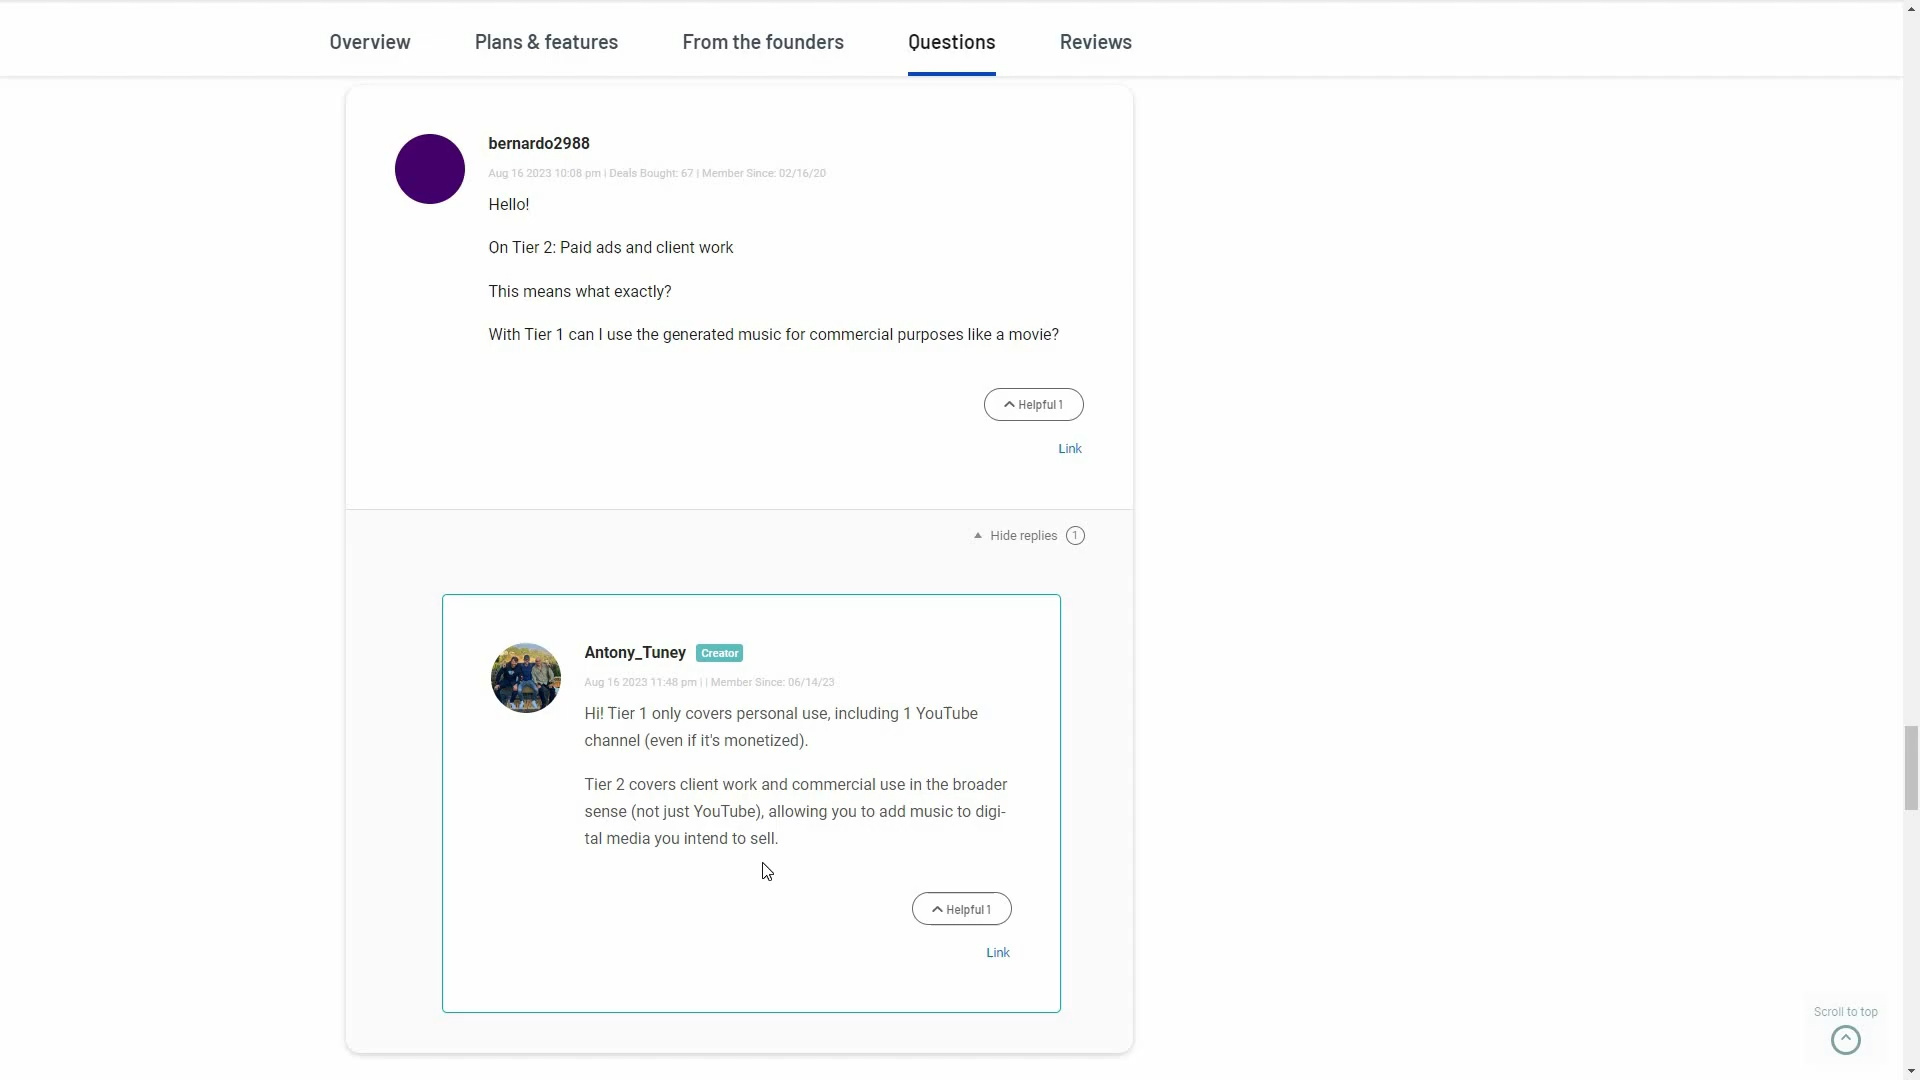 Overview Plans & features From the founders Questions Reviews
bernardo2988
Aug 16 2023 10:08 pm | Deals Bought: 67 | Member Since: 02/16/20
Hello!
On Tier 2: Paid ads and client work
This means what exactly?
With Tier 1 can I use the generated music for commercial purposes like a movie?
Helpful 1
Link
Hide replies 1
Antony_Tuney Creator
Aug 16 2023 11:48 pm | | Member Since: 06/14/23
Hi! Tier 1 only covers personal use, including 1 YouTube
channel (even if it's monetized).
Tier 2 covers client work and commercial use in the broader
sense (not just YouTube), allowing you to add music to digi-
tal media you intend to sell.
Helpful 1
Link
Scroll to top